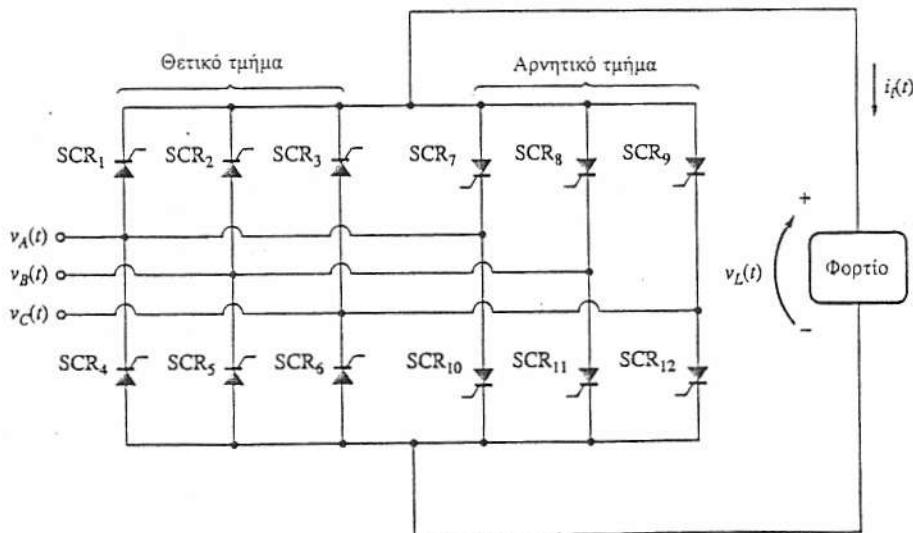 Θετικό τμήμα
Αρνητικό τμήμα
i_l(t)
SCR₁ SCR₂ SCR₃ SCR₇ SCR₈ SCR₉
v_A(t)
v_B(t)
v_C(t)
+
v_L(t)
Φορτίο
−
SCR₄ SCR₅ SCR₆ SCR₁₀ SCR₁₁ SCR₁₂